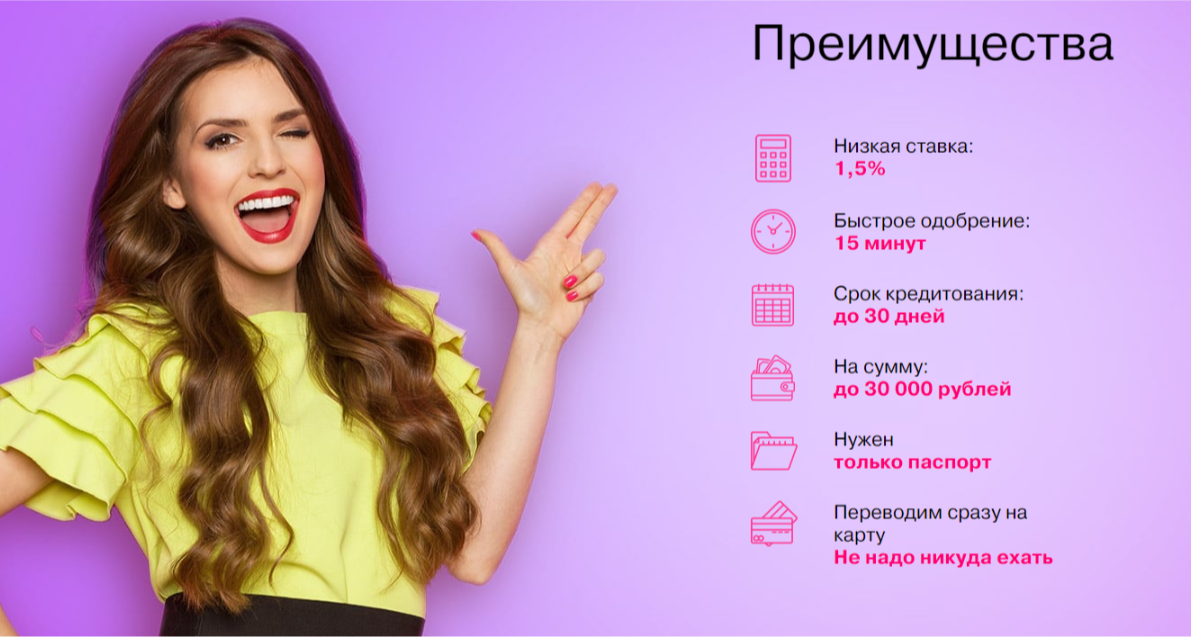 Преимущества
Низкая ставка:
1,5%
Быстрое одобрение:
15 минут
Срок кредитования:
до 30 дней
На сумму:
до 30 000 рублей
Нужен
только паспорт
Переводим сразу на
карту
Не надо никуда ехать